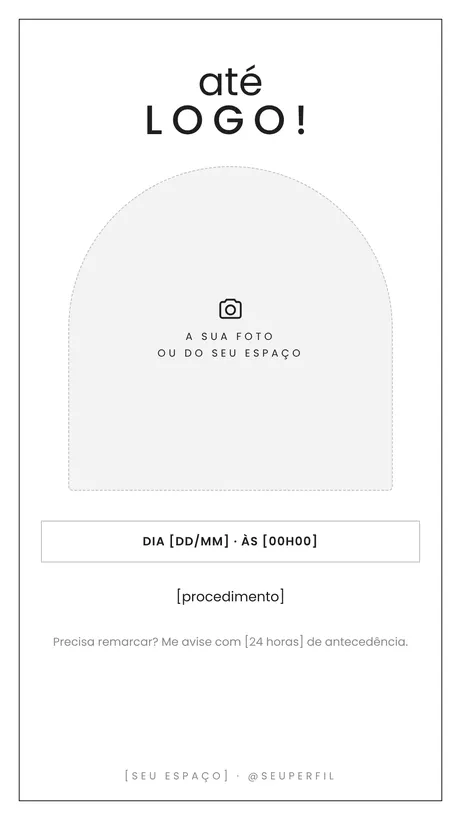 até
LOGO!
A SUA FOTO
OU DO SEU ESPAÇO
DIA [DD/MM] · ÀS [00H00]
[procedimento]
Precisa remarcar? Me avise com [24 horas] de antecedência.
[SEU ESPAÇO] · @SEUPERFIL